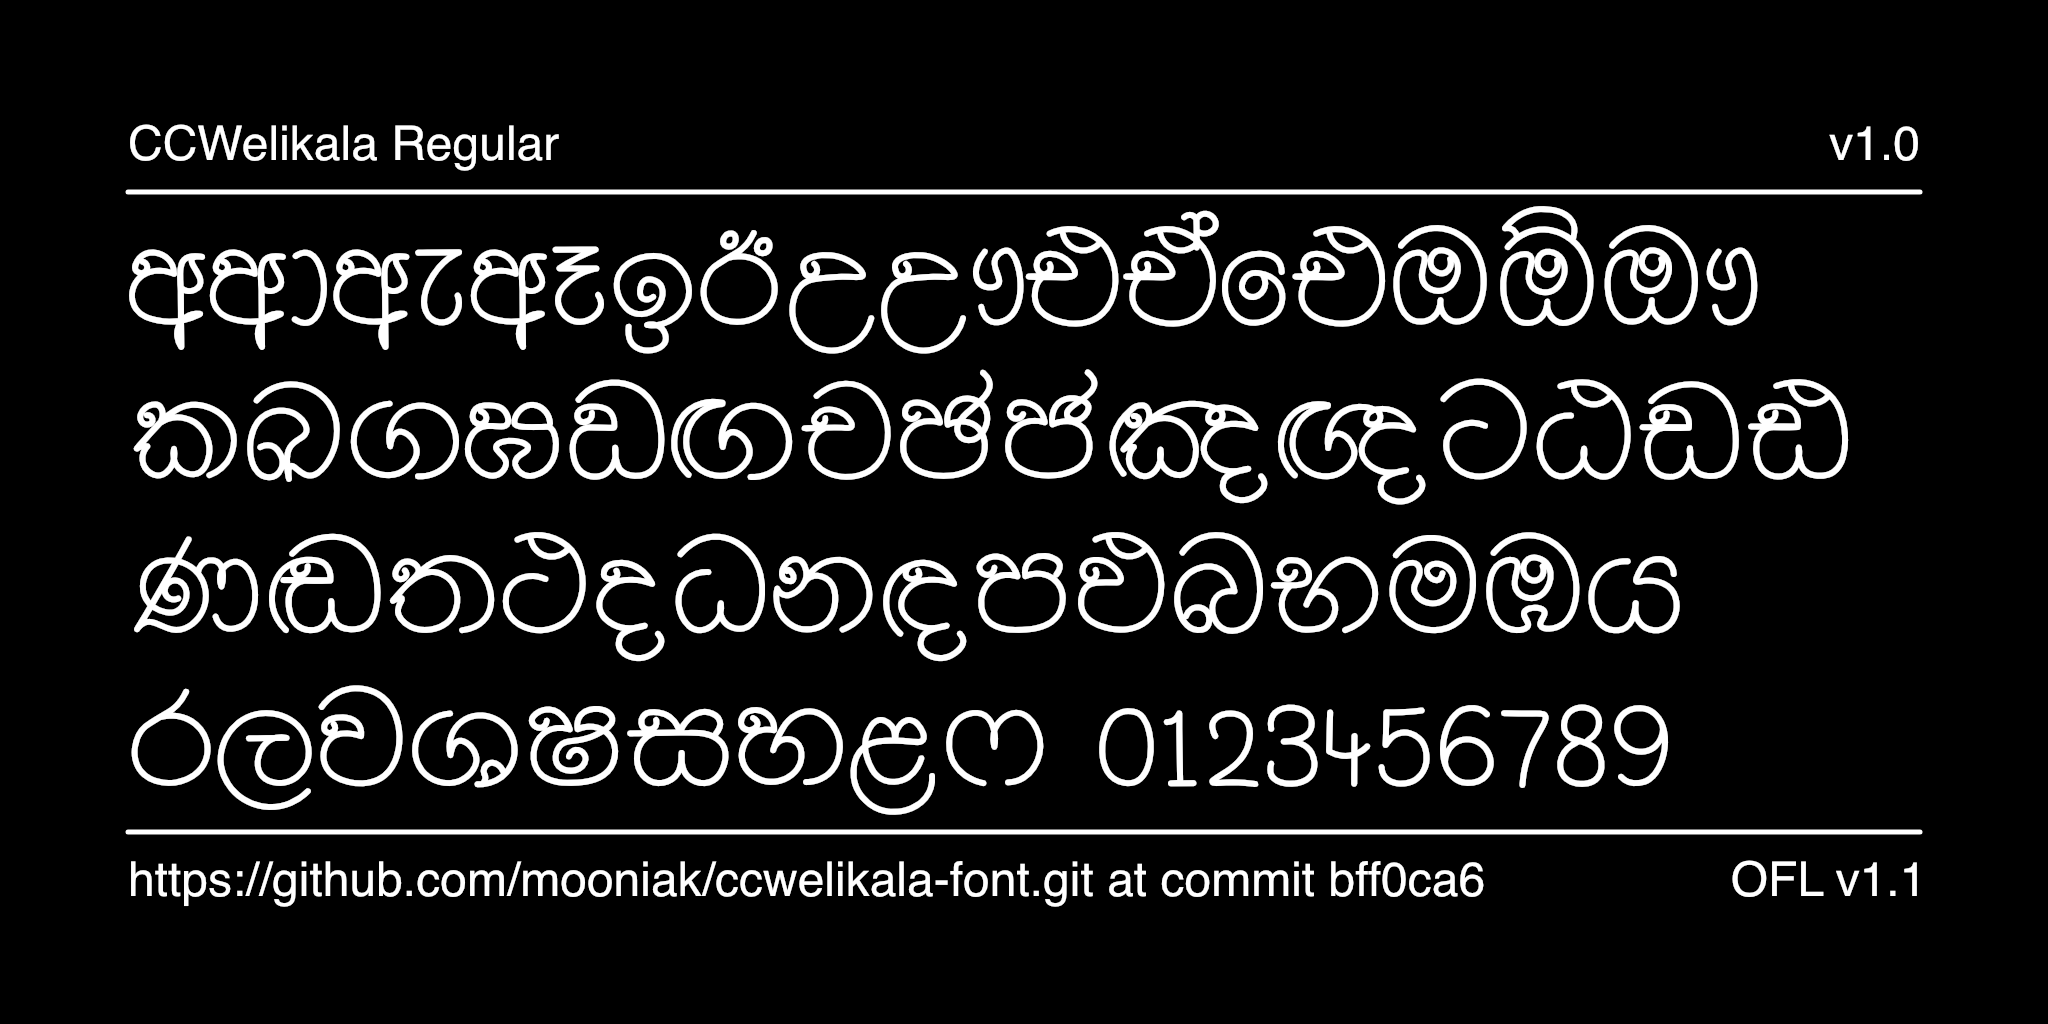 CCWelikala Regular
v1.0
අආඇඈඉඊඋඌඑඒඓඔඕඖ
කඛගඝඩඟචඡජඤඥටඨඩඪ
ණඬතථදධනඳපඵබභමඹය
රලවශෂසහළෆ 0123456789
https://github.com/mooniak/ccwelikala-font.git at commit bff0ca6
OFL v1.1